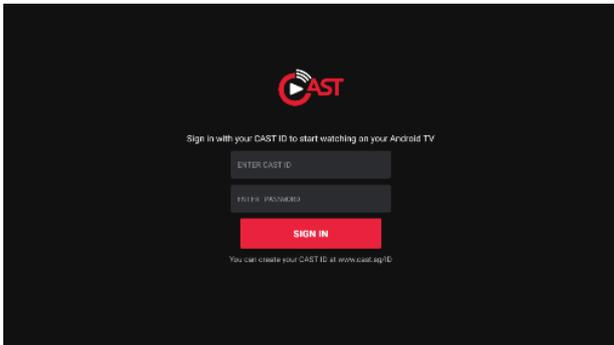 CAST
Sign in with your CAST ID to start watching on your Android TV
ENTER CAST ID
ENTER PASSWORD
SIGN IN
You can create your CAST ID at www.cast.sg/ID